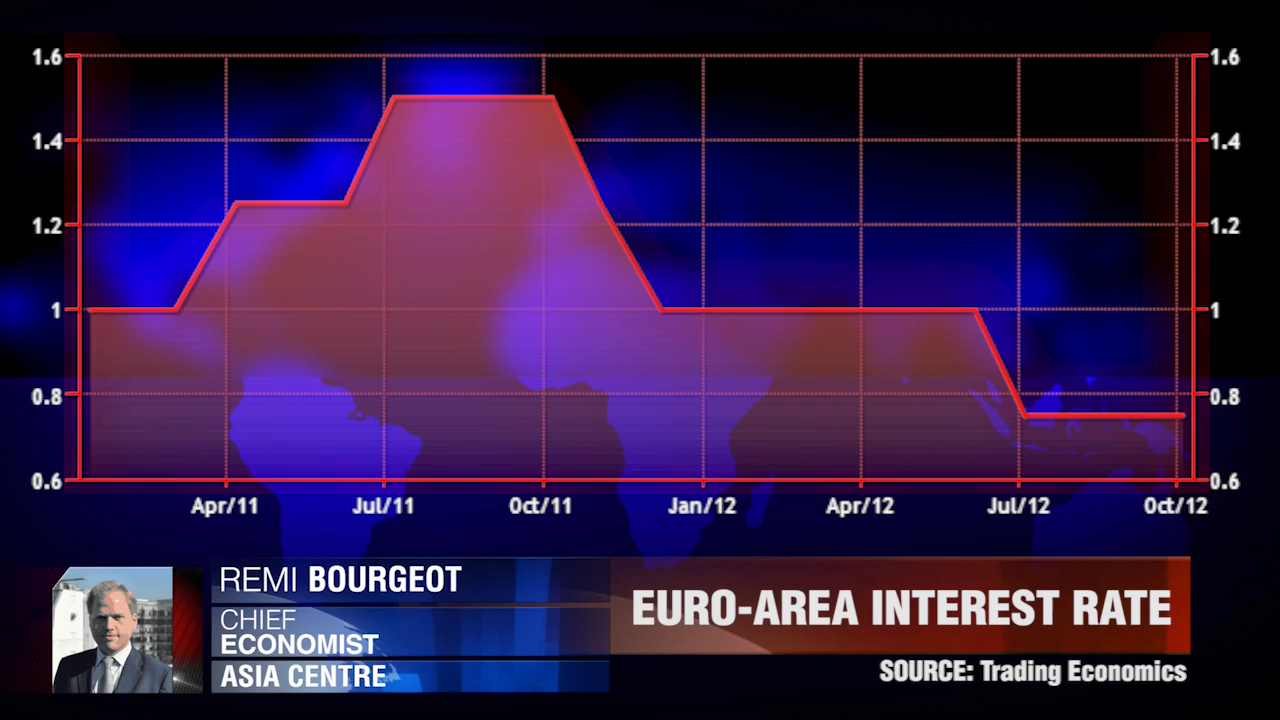 1.6 1.6
1.4 1.4
1.2 1.2
1 1
0.8 0.8
0.6 0.6
Apr/11 Jul/11 Oct/11 Jan/12 Apr/12 Jul/12 Oct/12
REMI BOURGEOT
CHIEF
ECONOMIST
ASIA CENTRE
EURO-AREA INTEREST RATE
SOURCE: Trading Economics